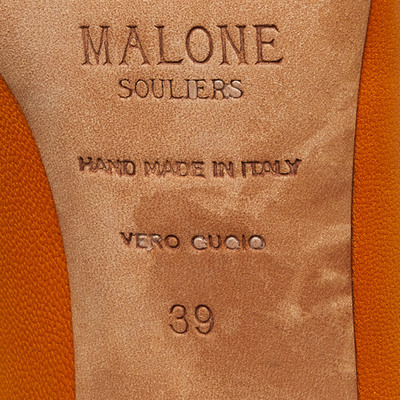 MALONE
SOULIERS
HAND MADE IN ITALY
VERO CUOIO
39